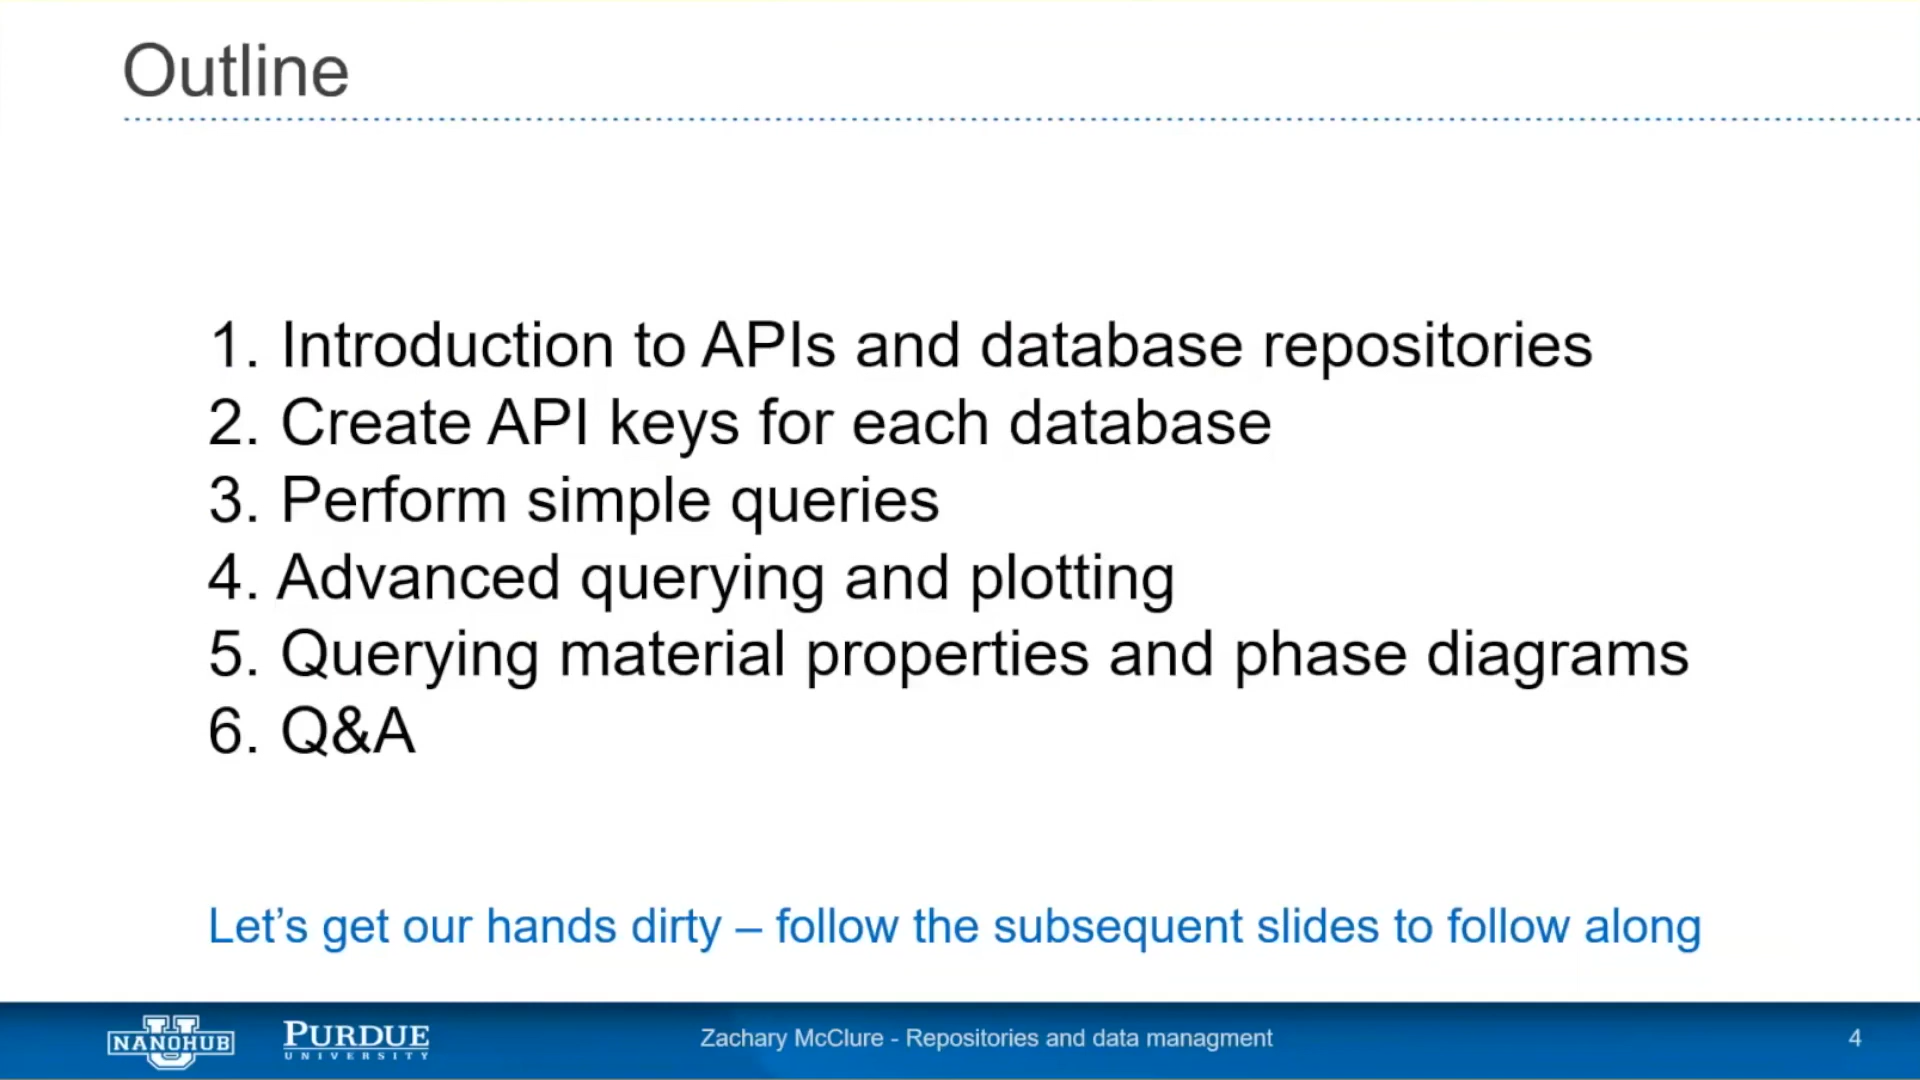 Outline
1. Introduction to APIs and database repositories
2. Create API keys for each database
3. Perform simple queries
4. Advanced querying and plotting
5. Querying material properties and phase diagrams
6. Q&A
Let’s get our hands dirty – follow the subsequent slides to follow along
U
NANOHUB
PURDUE
UNIVERSITY
Zachary McClure - Repositories and data managment
4